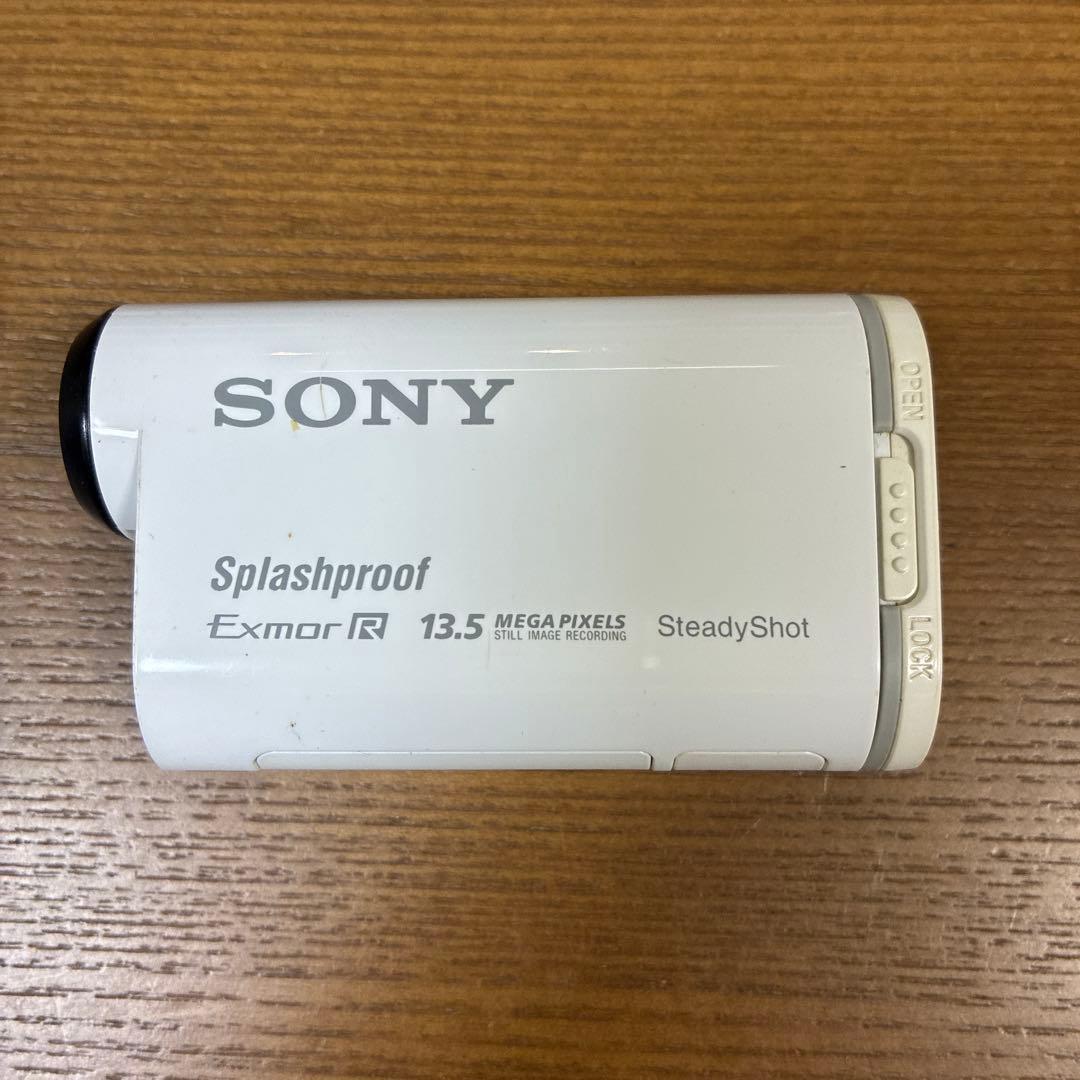 SONY
Splashproof
Exmor R 13.5 MEGA PIXELS STILL IMAGE RECORDING SteadyShot
OPEN
LOCK